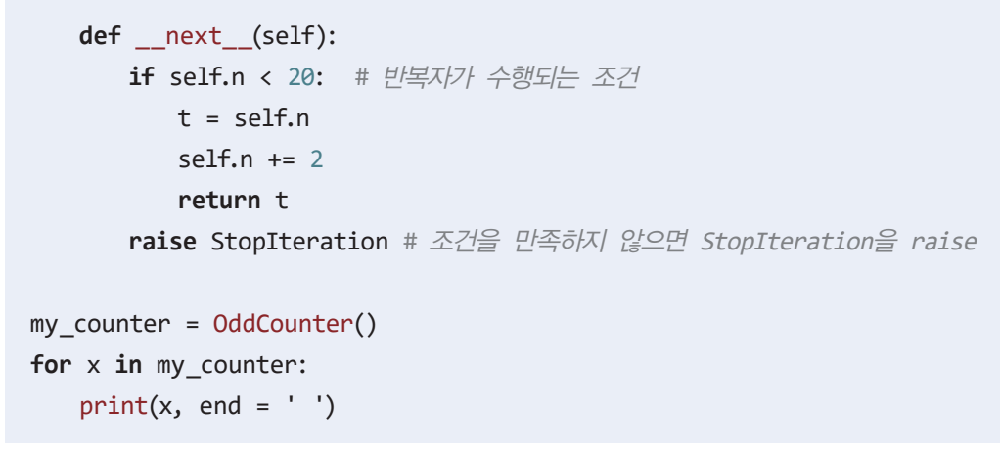 def __next__(self):
if self.n < 20:  # 반복자가 수행되는 조건
t = self.n
self.n += 2
return t
raise StopIteration # 조건을 만족하지 않으면 StopIteration을 raise
my_counter = OddCounter()
for x in my_counter:
print(x, end = ' ')